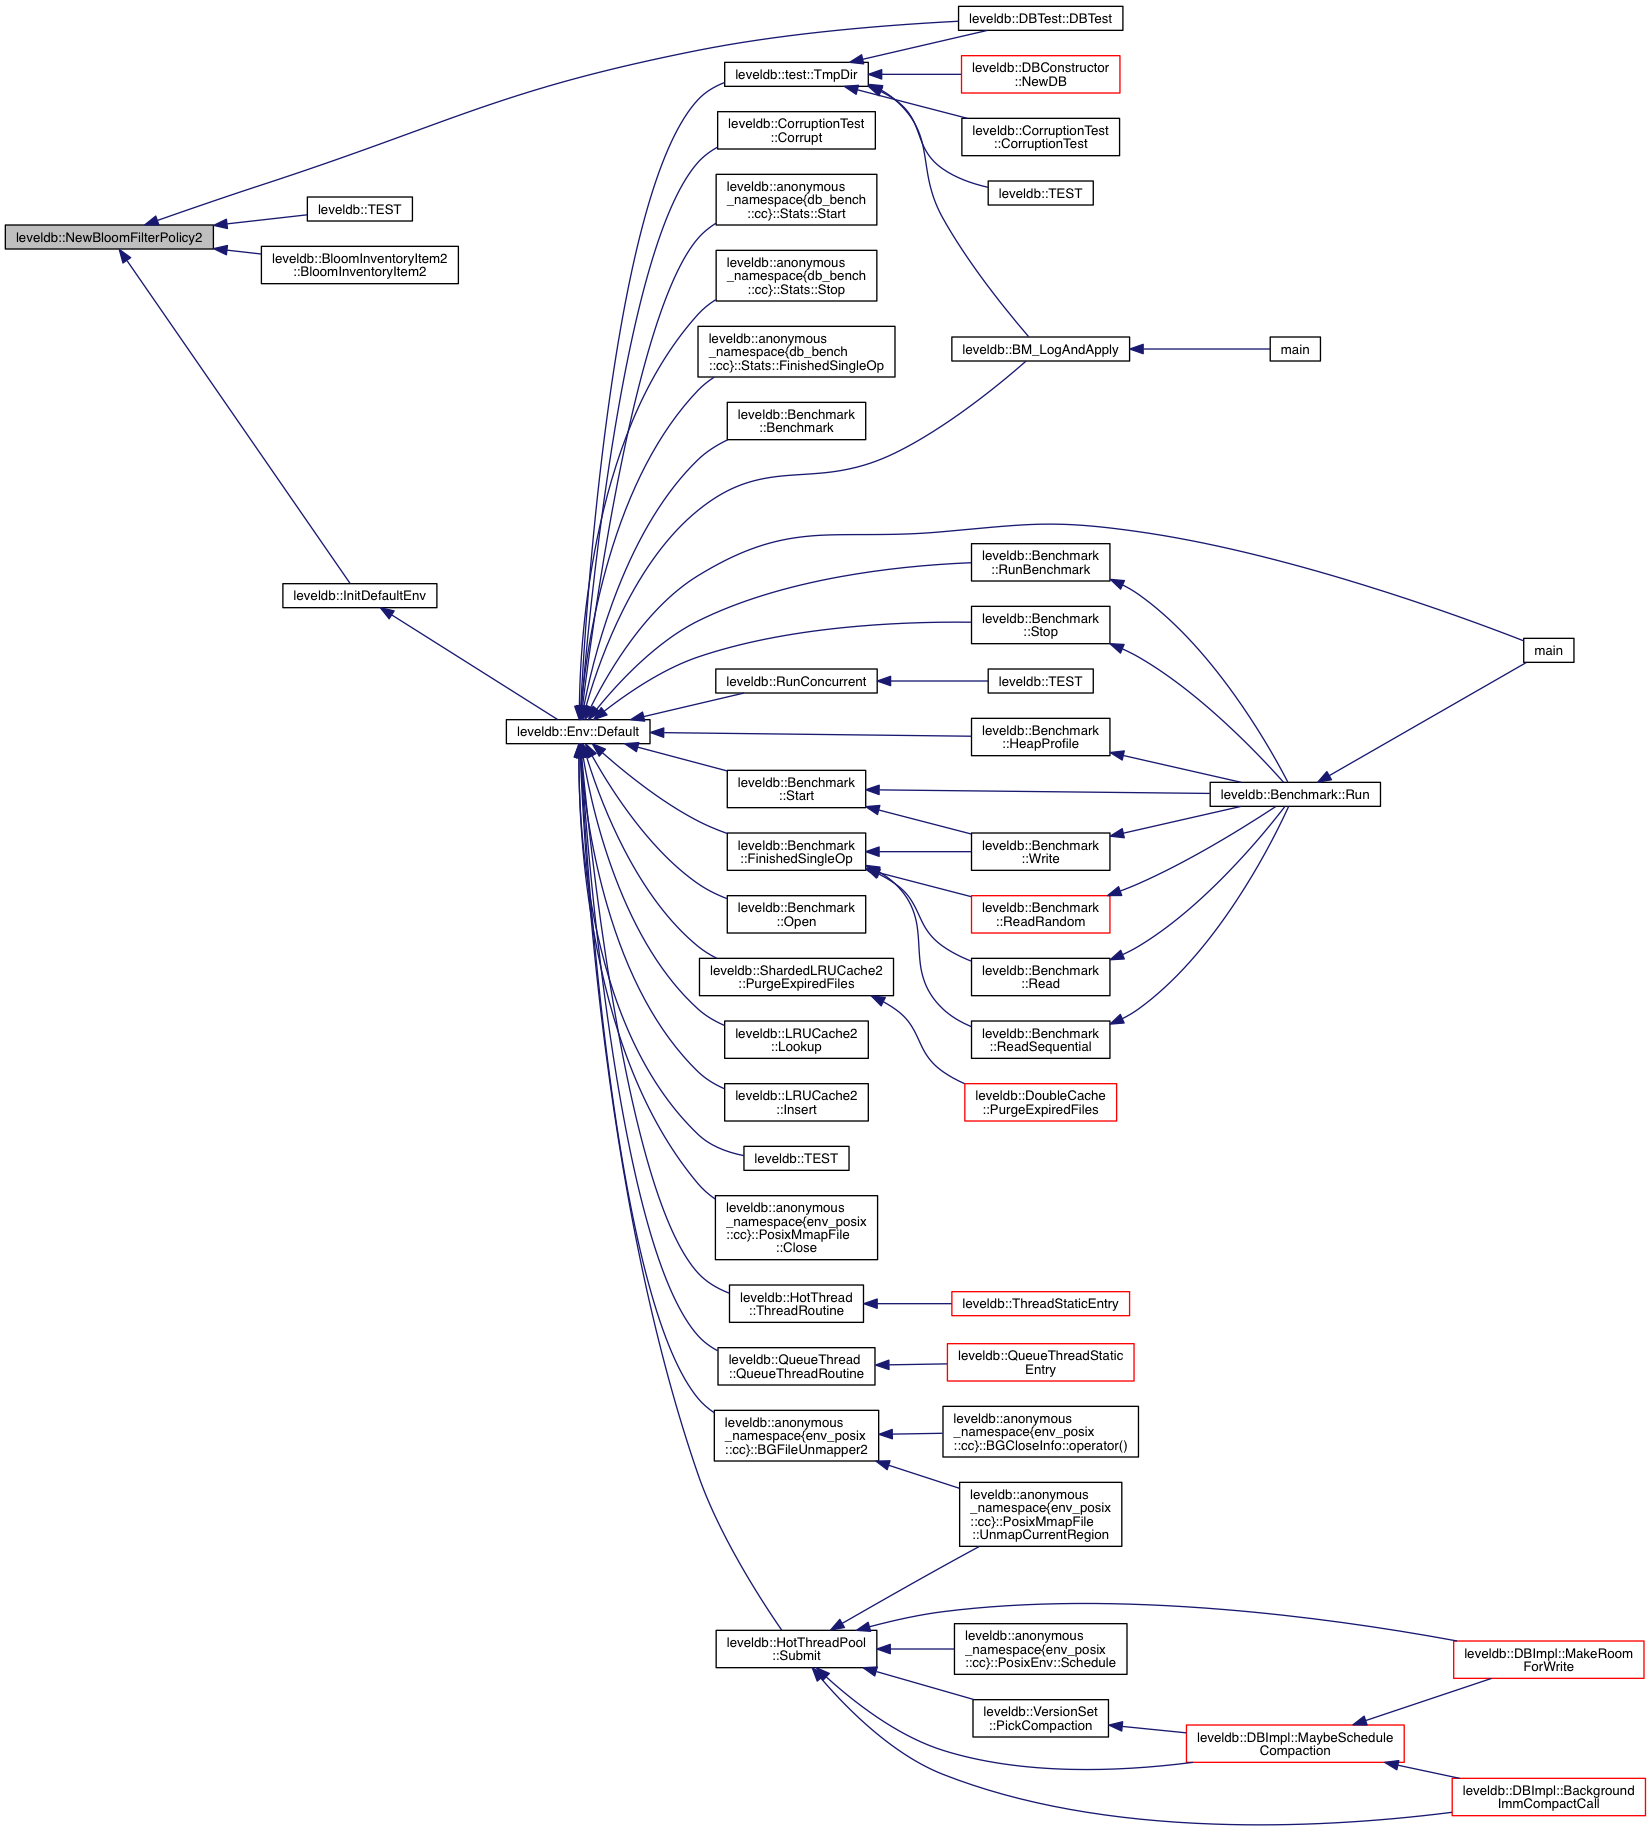 leveldb::DBTest::DBTest
leveldb::test::TmpDir
leveldb::DBConstructor
::NewDB
leveldb::CorruptionTest
::Corrupt
leveldb::CorruptionTest
::CorruptionTest
leveldb::anonymous
_namespace{db_bench
::cc}::Stats::Start
leveldb::TEST
leveldb::TEST
leveldb::NewBloomFilterPolicy2
leveldb::BloomInventoryItem2
::BloomInventoryItem2
leveldb::anonymous
_namespace{db_bench
::cc}::Stats::Stop
leveldb::anonymous
_namespace{db_bench
::cc}::Stats::FinishedSingleOp
leveldb::BM_LogAndApply
main
leveldb::Benchmark
::Benchmark
leveldb::Benchmark
::RunBenchmark
leveldb::InitDefaultEnv
leveldb::Benchmark
::Stop
main
leveldb::RunConcurrent
leveldb::TEST
leveldb::Env::Default
leveldb::Benchmark
::HeapProfile
leveldb::Benchmark
::Start
leveldb::Benchmark::Run
leveldb::Benchmark
::FinishedSingleOp
leveldb::Benchmark
::Write
leveldb::Benchmark
::Open
leveldb::Benchmark
::ReadRandom
leveldb::ShardedLRUCache2
::PurgeExpiredFiles
leveldb::Benchmark
::Read
leveldb::LRUCache2
::Lookup
leveldb::Benchmark
::ReadSequential
leveldb::LRUCache2
::Insert
leveldb::DoubleCache
::PurgeExpiredFiles
leveldb::TEST
leveldb::anonymous
_namespace{env_posix
::cc}::PosixMmapFile
::Close
leveldb::HotThread
::ThreadRoutine
leveldb::ThreadStaticEntry
leveldb::QueueThread
::QueueThreadRoutine
leveldb::QueueThreadStatic
Entry
leveldb::anonymous
_namespace{env_posix
::cc}::BGFileUnmapper2
leveldb::anonymous
_namespace{env_posix
::cc}::BGCloseInfo::operator()
leveldb::anonymous
_namespace{env_posix
::cc}::PosixMmapFile
::UnmapCurrentRegion
leveldb::HotThreadPool
::Submit
leveldb::anonymous
_namespace{env_posix
::cc}::PosixEnv::Schedule
leveldb::DBImpl::MakeRoom
ForWrite
leveldb::VersionSet
::PickCompaction
leveldb::DBImpl::MaybeSchedule
Compaction
leveldb::DBImpl::Background
ImmCompactCall